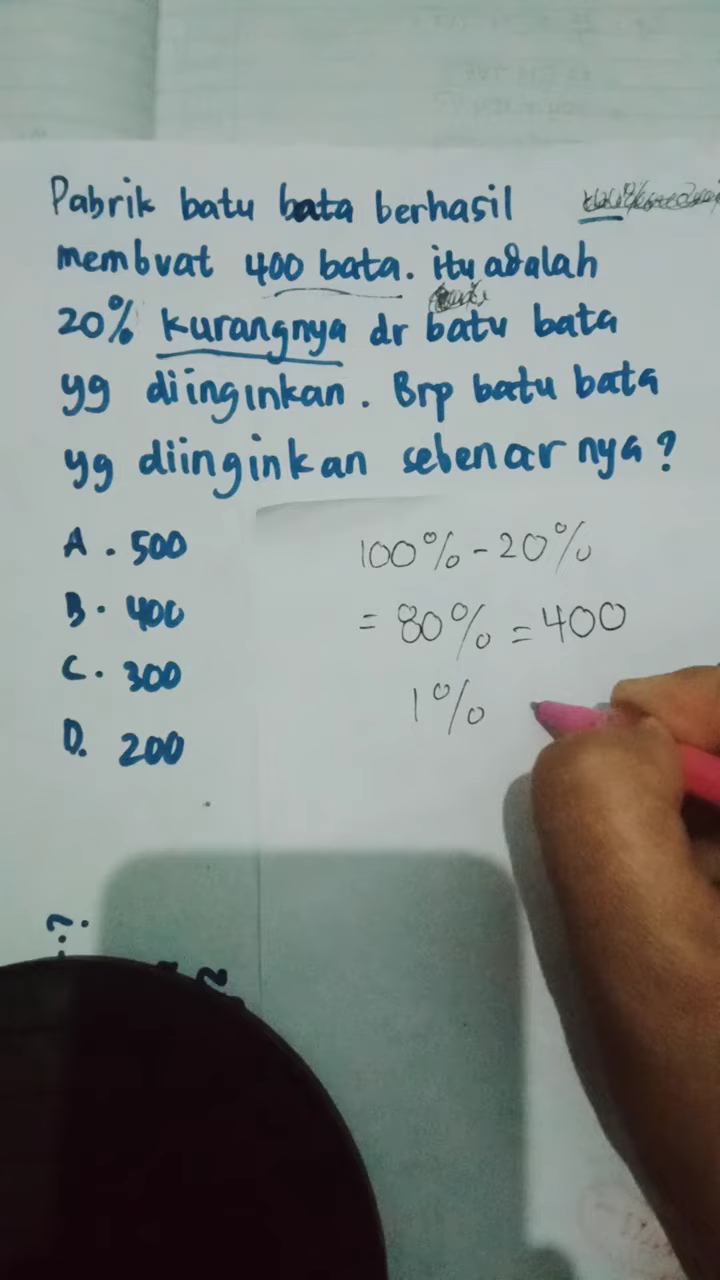 Pabrik batu bata berhasil
membuat 400 bata. itu adalah
20% kurangnya dr batu bata
yg diinginkan. Brp batu bata
yg diinginkan sebenarnya?
A. 500
B. 400
C. 300
D. 200
100% - 20%
= 80% = 400
1%